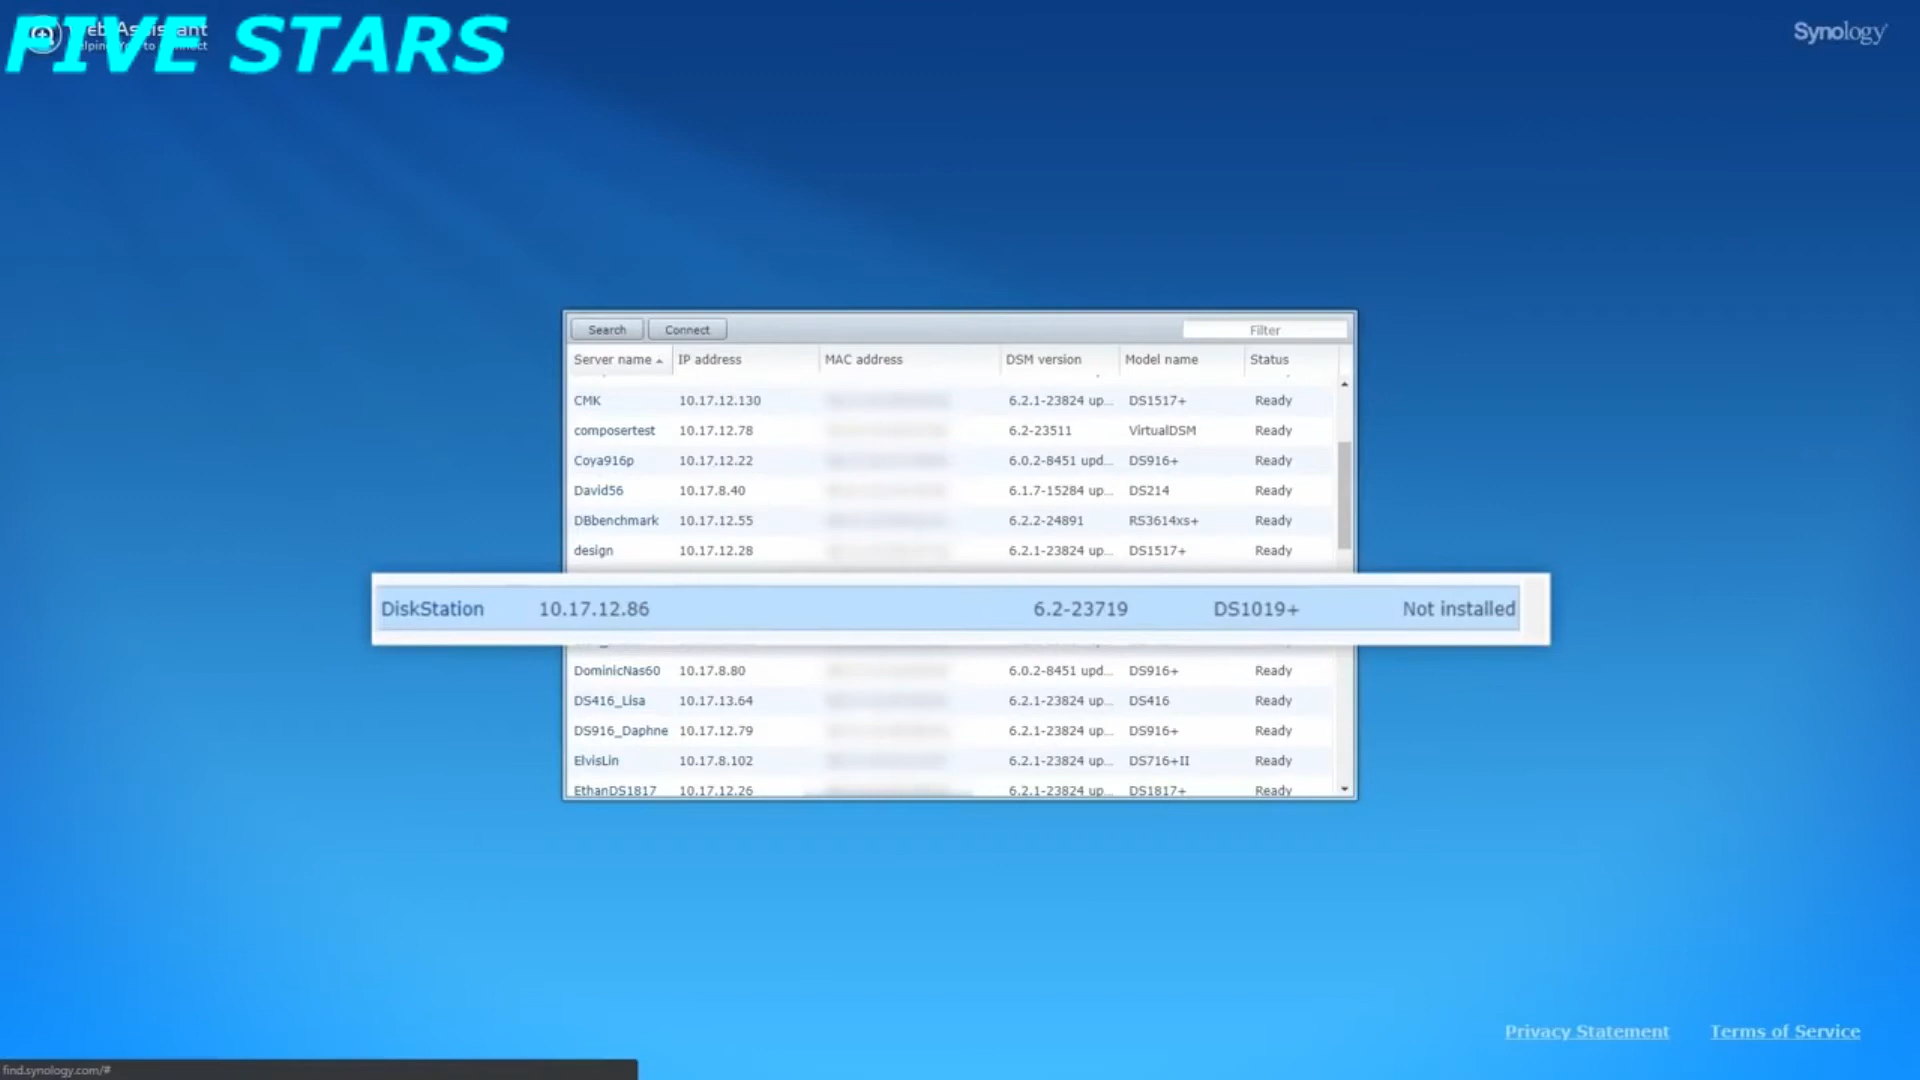 FIVE STARS
Assistant
Synology
Search Connect Filter
Server name IP address MAC address DSM version Model name Status
CMK 10.17.12.130 6.2.1-23824 up... DS1517+ Ready
composertest 10.17.12.78 6.2-23511 VirtualDSM Ready
Coya916p 10.17.12.22 6.0.2-8451 upd... DS916+ Ready
David56 10.17.8.40 6.1.7-15284 up... DS214 Ready
DBbenchmark 10.17.12.55 6.2.2-24891 RS3614xs+ Ready
design 10.17.12.28 6.2.1-23824 up... DS1517+ Ready
DiskStation 10.17.12.86 6.2-23719 DS1019+ Not installed
DominicNas60 10.17.8.80 6.0.2-8451 upd... DS916+ Ready
DS416_Lisa 10.17.13.64 6.2.1-23824 up... DS416 Ready
DS916_Daphne 10.17.12.79 6.2.1-23824 up... DS916+ Ready
ElvisLin 10.17.8.102 6.2.1-23824 up... DS716+II Ready
EthanDS1817 10.17.12.26 6.2.1-23824 up... DS1817+ Ready
Privacy Statement Terms of Service
find.synology.com/#